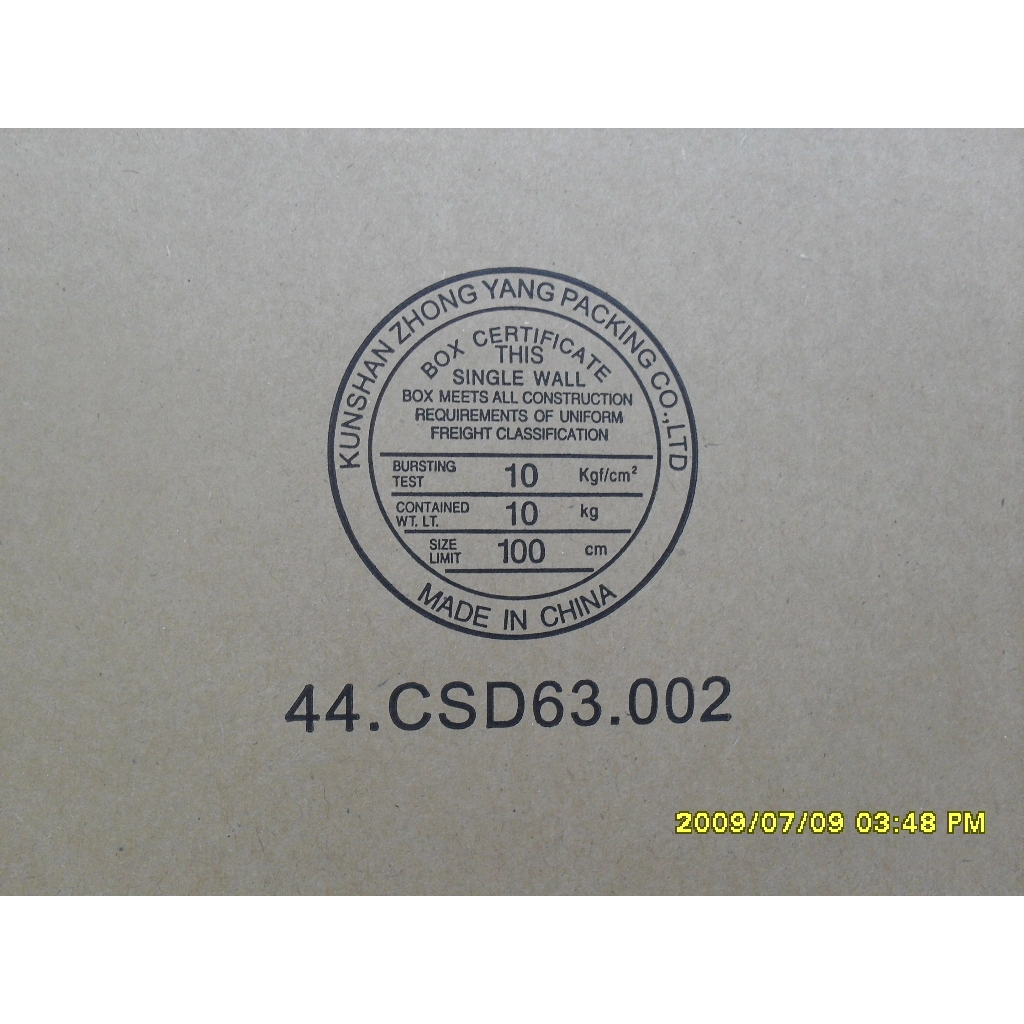 KUNSHAN ZHONG YANG PACKING CO.,LTD
BOX CERTIFICATE
THIS
SINGLE WALL
BOX MEETS ALL CONSTRUCTION
REQUIREMENTS OF UNIFORM
FREIGHT CLASSIFICATION
BURSTING TEST 10 Kgf/cm²
CONTAINED WT. LT. 10 kg
SIZE LIMIT 100 cm
MADE IN CHINA
44.CSD63.002
2009/07/09 03:48 PM